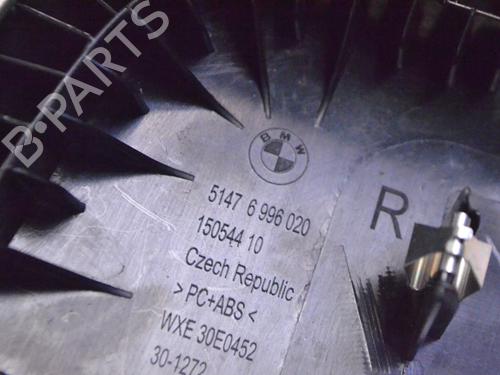 B-PARTS
BMW
5147 6 996 020
R
15054410
Czech Republic
>PC+ABS<
WXE 30E0452
30-1272